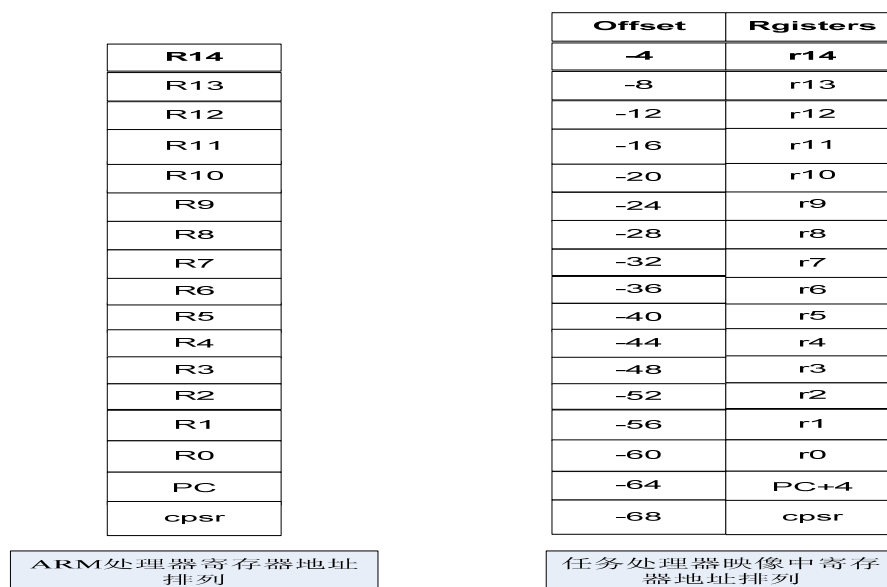 R14
R13
R12
R11
R10
R9
R8
R7
R6
R5
R4
R3
R2
R1
R0
PC
cpsr
ARM处理器寄存器地址
排列
Offset Rgisters
-4 r14
-8 r13
-12 r12
-16 r11
-20 r10
-24 r9
-28 r8
-32 r7
-36 r6
-40 r5
-44 r4
-48 r3
-52 r2
-56 r1
-60 r0
-64 PC+4
-68 cpsr
任务处理器映像中寄存
器地址排列